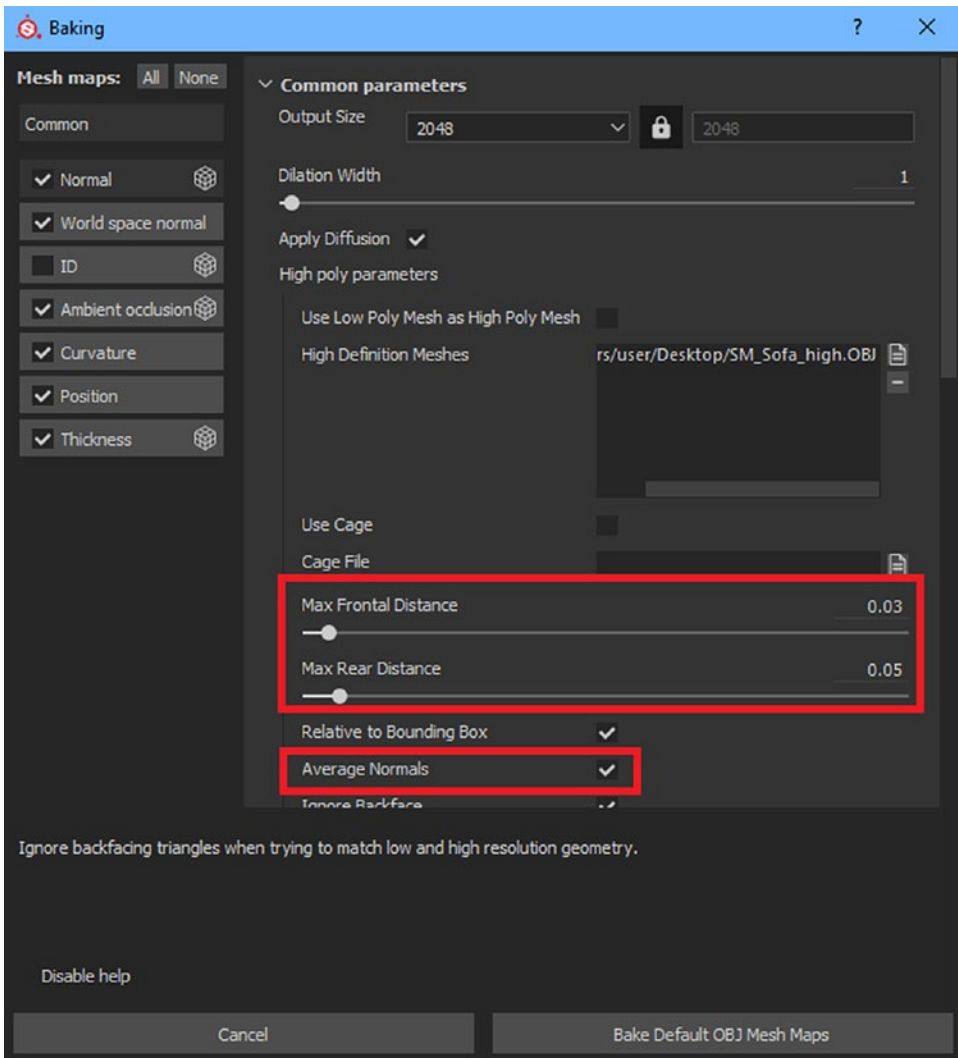 Baking
?
Mesh maps: All None
Common
Normal
World space normal
ID
Ambient occlusion
Curvature
Position
Thickness
Common parameters
Output Size 2048 2048
Dilation Width 1
Apply Diffusion
High poly parameters
Use Low Poly Mesh as High Poly Mesh
High Definition Meshes rs/user/Desktop/SM_Sofa_high.OBJ
Use Cage
Cage File
Max Frontal Distance 0.03
Max Rear Distance 0.05
Relative to Bounding Box
Average Normals
Ignore Backface
Ignore backfacing triangles when trying to match low and high resolution geometry.
Disable help
Cancel Bake Default OBJ Mesh Maps